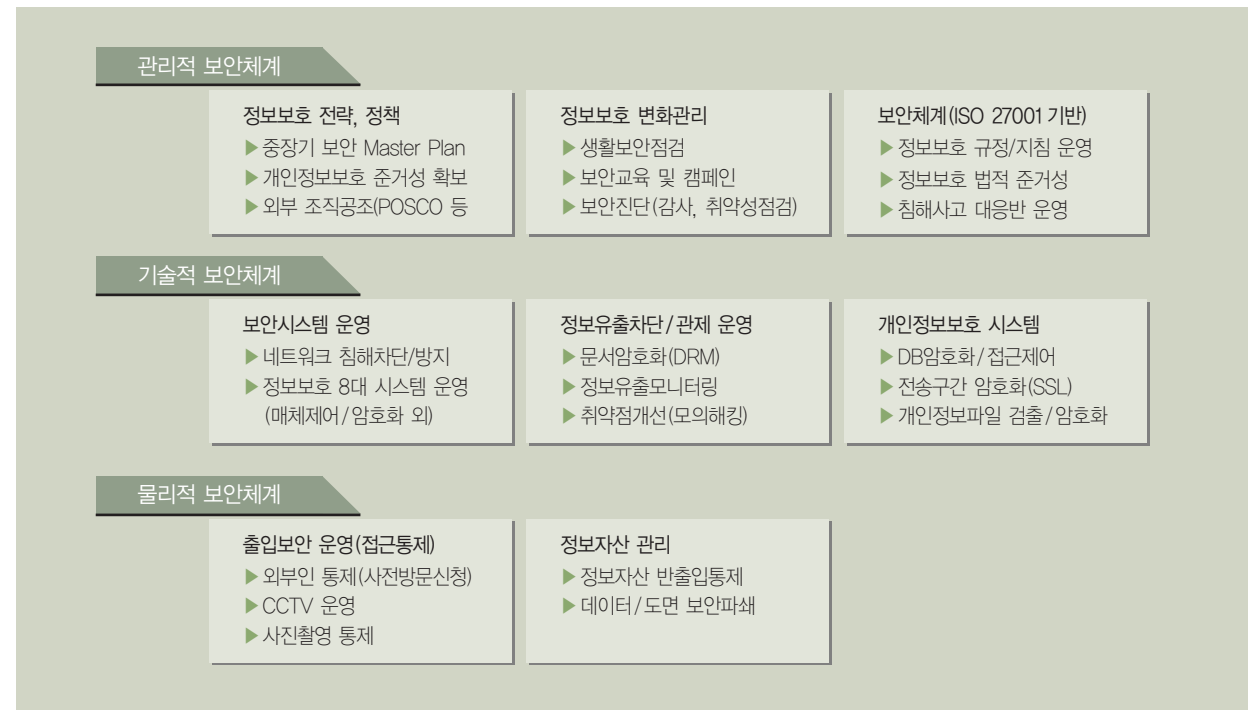 관리적 보안체계
정보보호 전략, 정책
▶중장기 보안 Master Plan
▶개인정보보호 준거성 확보
▶외부 조직공조(POSCO 등
정보보호 변화관리
▶생활보안점검
▶보안교육 및 캠페인
▶보안진단(감사, 취약성점검)
보안체계(ISO 27001 기반)
▶정보보호 규정/지침 운영
▶정보보호 법적 준거성
▶침해사고 대응반 운영
기술적 보안체계
보안시스템 운영
▶네트워크 침해차단/방지
▶정보보호 8대 시스템 운영
(매체제어/암호화 외)
정보유출차단/관제 운영
▶문서암호화(DRM)
▶정보유출모니터링
▶취약점개선(모의해킹)
개인정보보호 시스템
▶DB암호화/접근제어
▶전송구간 암호화(SSL)
▶개인정보파일 검출/암호화
물리적 보안체계
출입보안 운영(접근통제)
▶외부인 통제(사전방문신청)
▶CCTV 운영
▶사진촬영 통제
정보자산 관리
▶정보자산 반출입통제
▶데이터/도면 보안파쇄